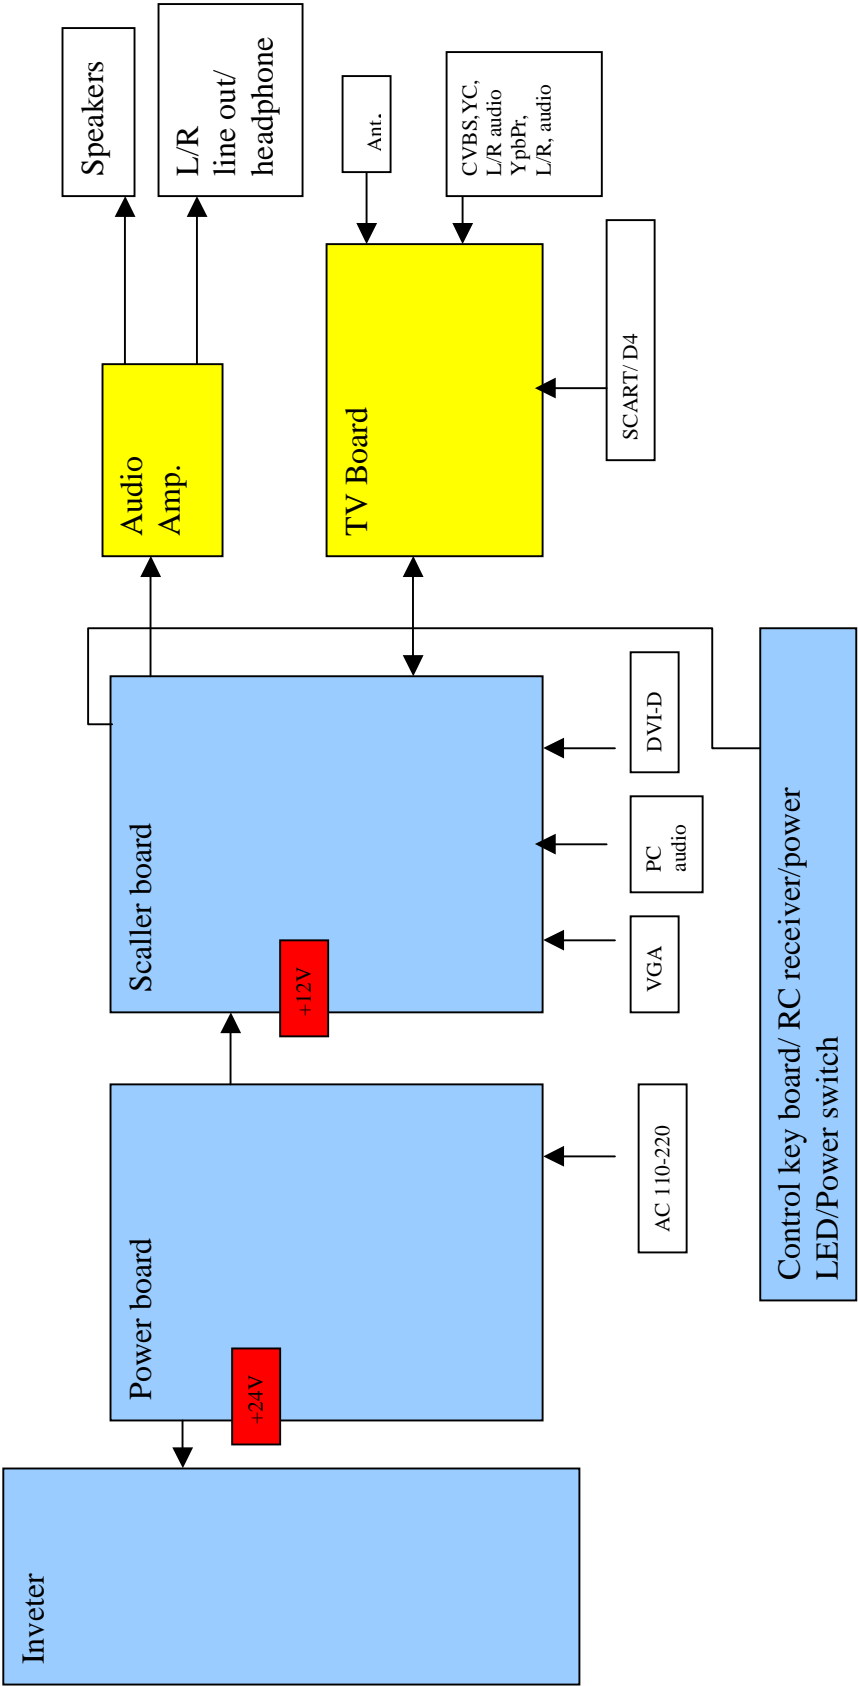 Inveter
Power board
+24V
AC 110-220
Scaller board
+12V
VGA
PC
audio
DVI-D
Control key board/ RC receiver/power
LED/Power switch
Audio
Amp.
TV Board
SCART/ D4
Speakers
L/R
line out/
headphone
Ant.
CVBS,YC,
L/R audio
YpbPr,
L/R, audio